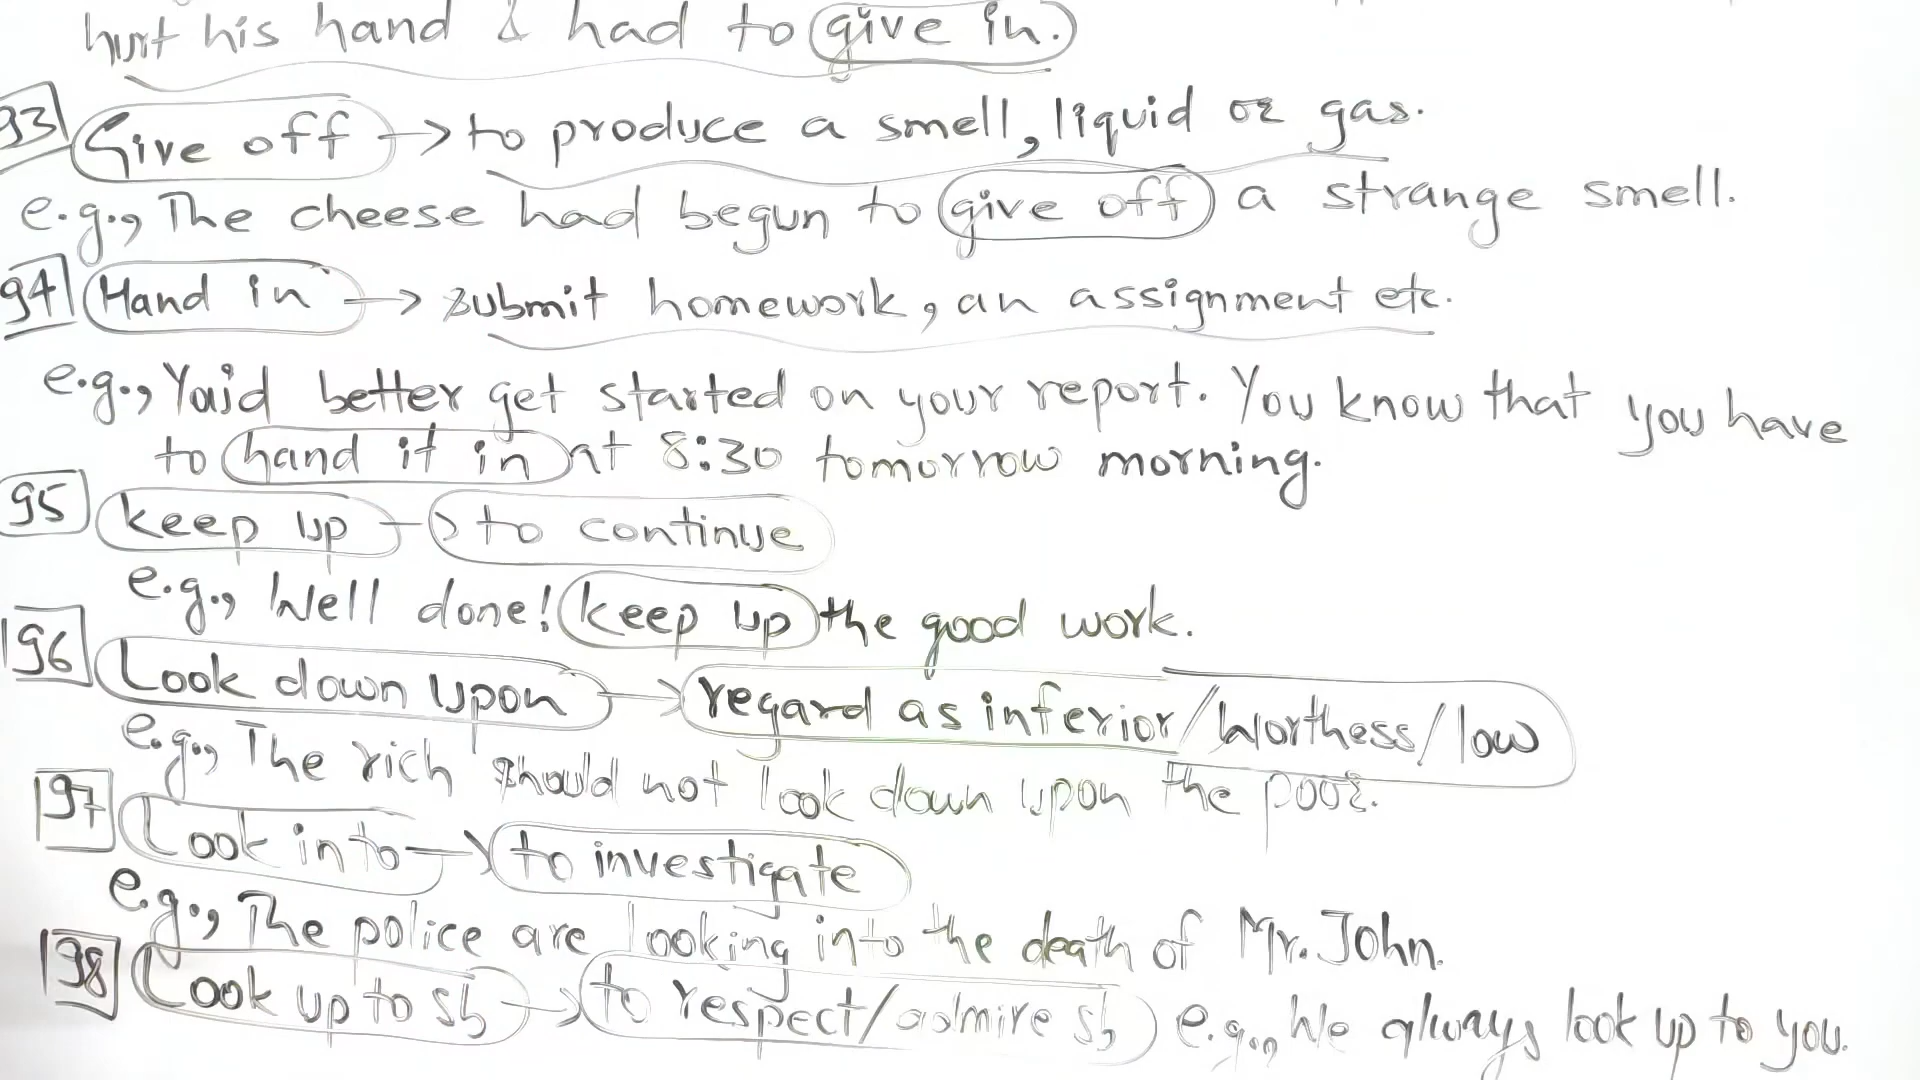 hurt his hand & had to give in.
93 Give off → to produce a smell, liquid or gas.
e.g., The cheese had begun to give off a strange smell.
94 Hand in → submit homework, an assignment etc.
e.g., You'd better get started on your report. You know that you have
to hand it in at 8:30 tomorrow morning.
95 keep up → to continue
e.g., Well done! keep up the good work.
96 Look down upon → regard as inferior/worthess/low
e.g., The rich should not look down upon the poor.
97 Look into → to investigate
e.g., The police are looking into the death of Mr. John.
98 Look up to sb → to respect/admire sb e.g., We always look up to you.